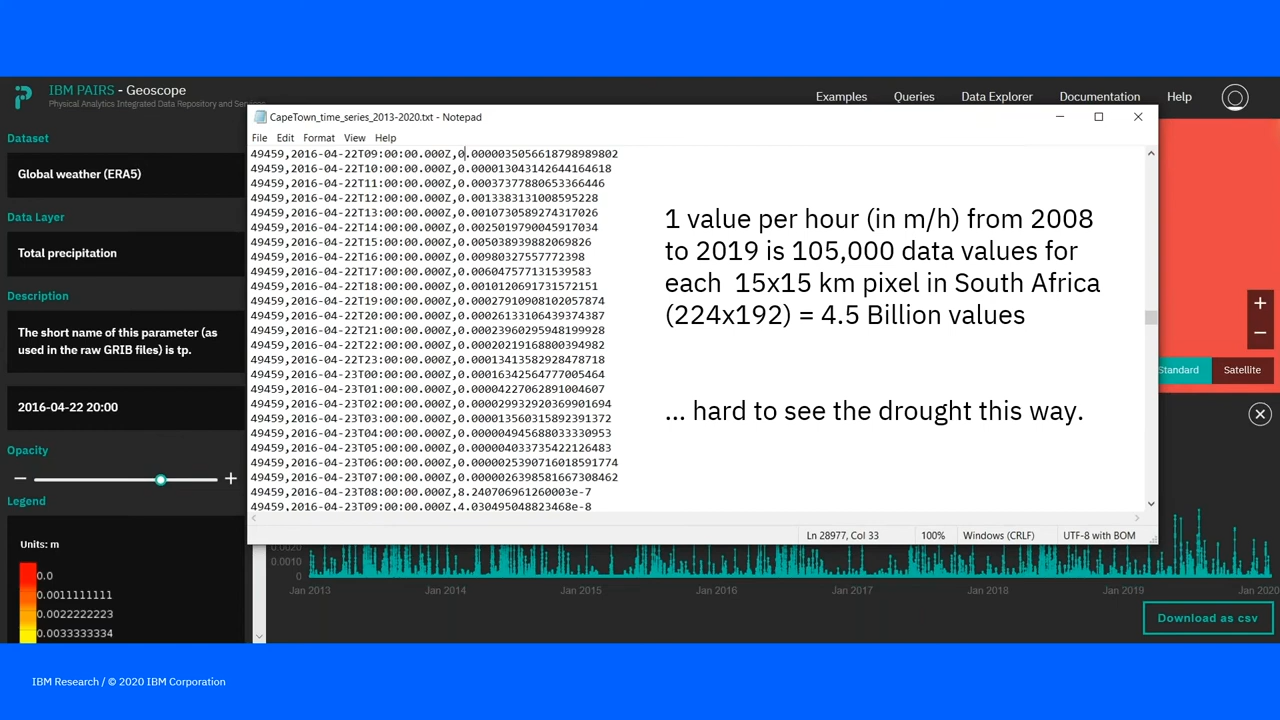 IBM PAIRS - Geoscope
Physical Analytics Integrated Data Repository and Services
Examples
Queries
Data Explorer
Documentation
Help
Dataset
Global weather (ERA5)
Data Layer
Total precipitation
Description
The short name of this parameter (as
used in the raw GRIB files) is tp.
2016-04-22 20:00
Opacity
Legend
Units: m
0.0
0.0011111111
0.0022222223
0.0033333334
CapeTown_time_series_2013-2020.txt - Notepad
File Edit Format View Help
49459,2016-04-22T09:00:00.000Z,0.0000035056618798989802
49459,2016-04-22T10:00:00.000Z,0.000013043142644164618
49459,2016-04-22T11:00:00.000Z,0.00037377880653366446
49459,2016-04-22T12:00:00.000Z,0.0013383131008595228
49459,2016-04-22T13:00:00.000Z,0.0010730589274317026
49459,2016-04-22T14:00:00.000Z,0.0025019790045917034
49459,2016-04-22T15:00:00.000Z,0.005038939882069826
49459,2016-04-22T16:00:00.000Z,0.00980327557772398
49459,2016-04-22T17:00:00.000Z,0.006047577131539583
49459,2016-04-22T18:00:00.000Z,0.0010120691731572151
49459,2016-04-22T19:00:00.000Z,0.00027910908102057874
49459,2016-04-22T20:00:00.000Z,0.00026133106439374387
49459,2016-04-22T21:00:00.000Z,0.00023960295948199928
49459,2016-04-22T22:00:00.000Z,0.00020219168800394982
49459,2016-04-22T23:00:00.000Z,0.00013413582928478718
49459,2016-04-23T00:00:00.000Z,0.00016342564777005464
49459,2016-04-23T01:00:00.000Z,0.00004227062891004607
49459,2016-04-23T02:00:00.000Z,0.000029932920369901694
49459,2016-04-23T03:00:00.000Z,0.000013560315892391372
49459,2016-04-23T04:00:00.000Z,0.000004945688033330953
49459,2016-04-23T05:00:00.000Z,0.000004033735422126483
49459,2016-04-23T06:00:00.000Z,0.0000025390716018591774
49459,2016-04-23T07:00:00.000Z,0.0000026398581667308462
49459,2016-04-23T08:00:00.000Z,8.240706961260003e-7
49459,2016-04-23T09:00:00.000Z,4.030495048823468e-8
Ln 28977, Col 33
100%
Windows (CRLF)
UTF-8 with BOM
1 value per hour (in m/h) from 2008
to 2019 is 105,000 data values for
each 15x15 km pixel in South Africa
(224x192) = 4.5 Billion values
... hard to see the drought this way.
Standard
Satellite
0.0020
0.0010
0
Jan 2013
Jan 2014
Jan 2015
Jan 2016
Jan 2017
Jan 2018
Jan 2019
Jan 2020
Download as csv
IBM Research / © 2020 IBM Corporation